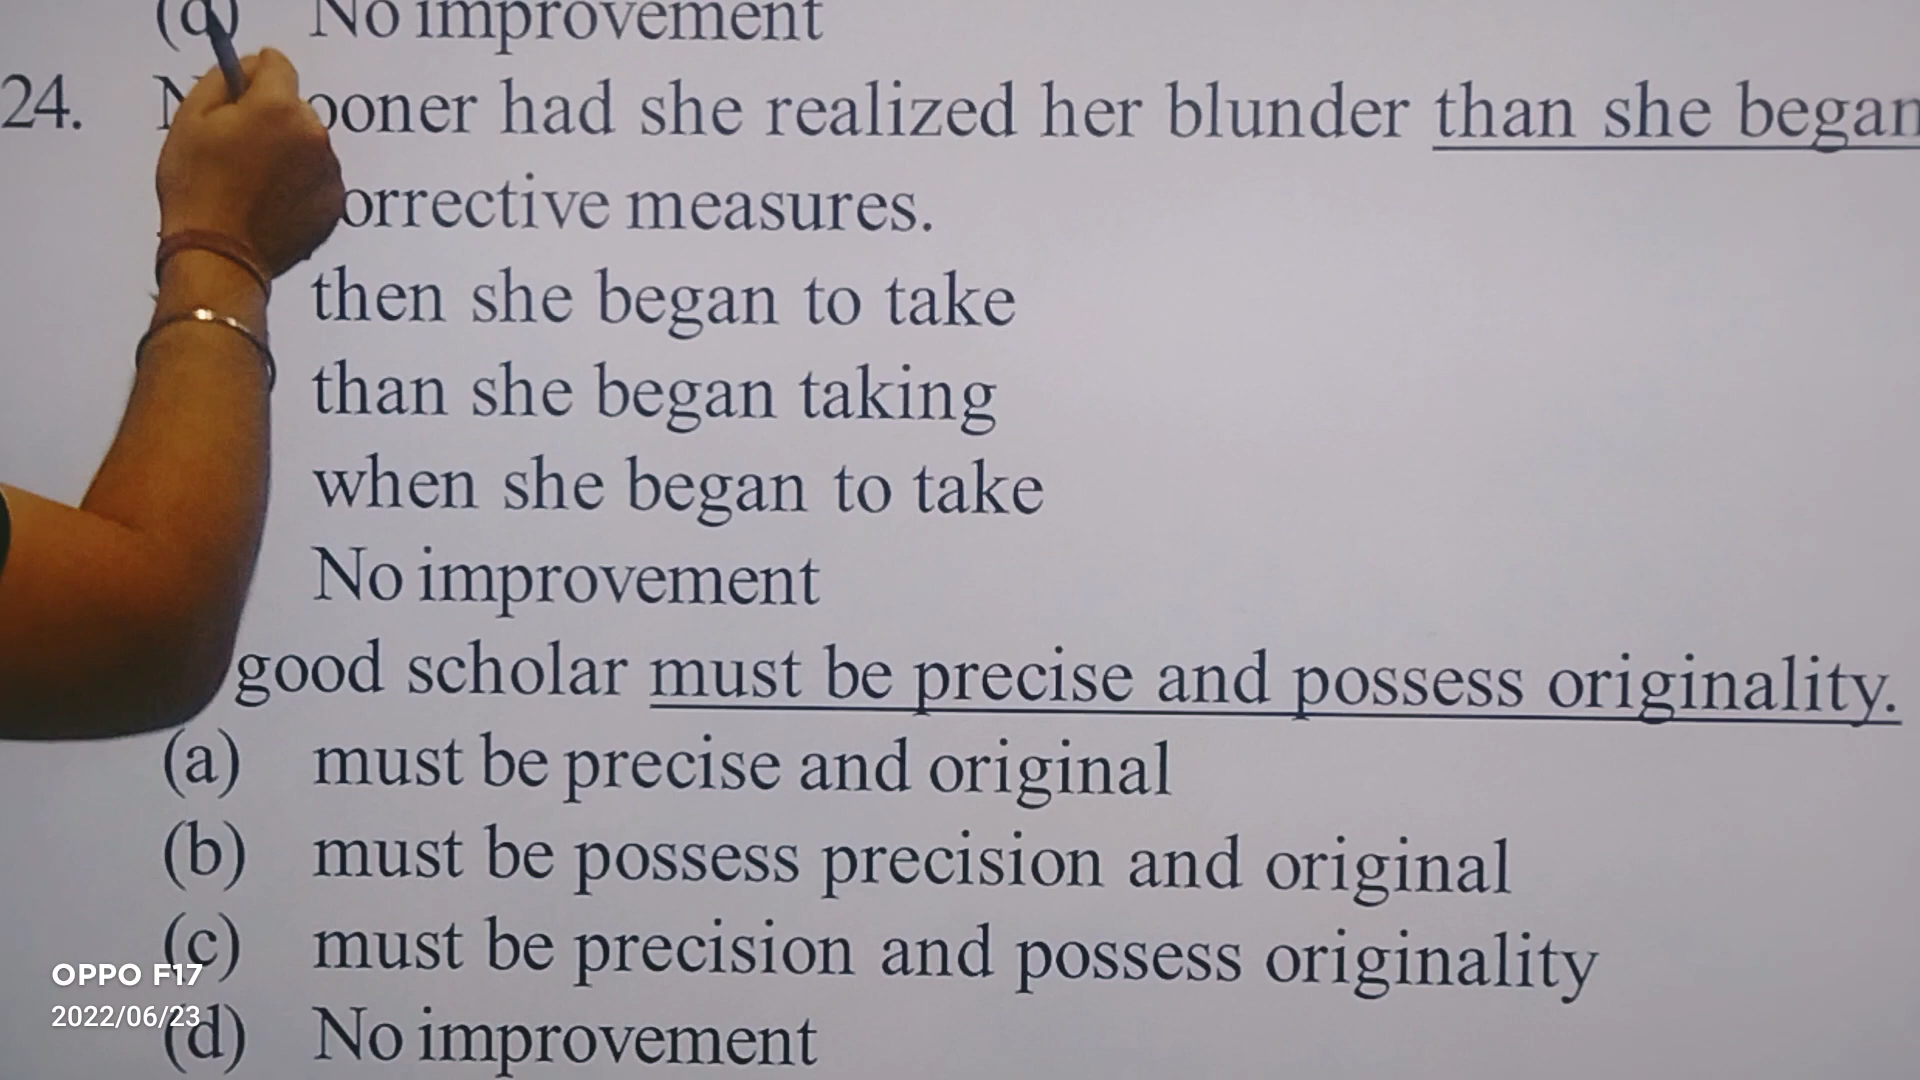 (d) No improvement
24. ooner had she realized her blunder than she began
orrective measures.
then she began to take
than she began taking
when she began to take
No improvement
good scholar must be precise and possess originality.
(a) must be precise and original
(b) must be possess precision and original
(c) must be precision and possess originality
(d) No improvement
OPPO F17
2022/06/23